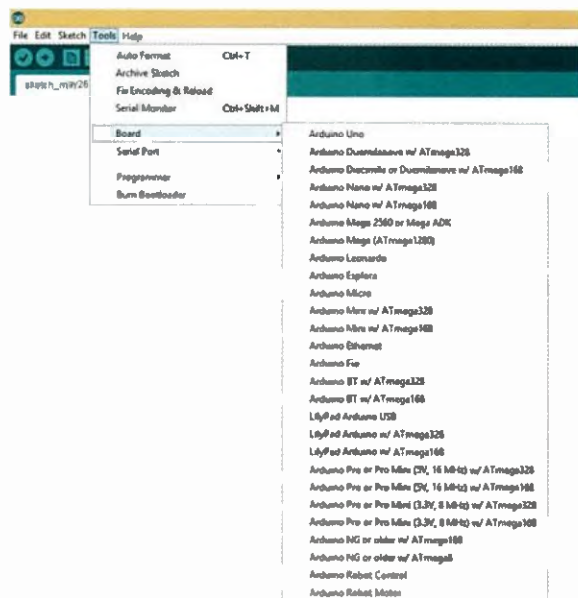 File Edit Sketch Tools Help
sketch_may26
Auto Format Ctrl+T
Archive Sketch
Fix Encoding & Reload
Serial Monitor Ctrl+Shift+M
Board
Serial Port
Programmer
Burn Bootloader
Arduino Uno
Arduino Duemilanove w/ ATmega328
Arduino Diecimila or Duemilanove w/ ATmega168
Arduino Nano w/ ATmega328
Arduino Nano w/ ATmega168
Arduino Mega 2560 or Mega ADK
Arduino Mega (ATmega1280)
Arduino Leonardo
Arduino Esplora
Arduino Micro
Arduino Mini w/ ATmega328
Arduino Mini w/ ATmega168
Arduino Ethernet
Arduino Fio
Arduino BT w/ ATmega328
Arduino BT w/ ATmega168
LilyPad Arduino USB
LilyPad Arduino w/ ATmega328
LilyPad Arduino w/ ATmega168
Arduino Pro or Pro Mini (5V, 16 MHz) w/ ATmega328
Arduino Pro or Pro Mini (5V, 16 MHz) w/ ATmega168
Arduino Pro or Pro Mini (3.3V, 8 MHz) w/ ATmega328
Arduino Pro or Pro Mini (3.3V, 8 MHz) w/ ATmega168
Arduino NG or older w/ ATmega168
Arduino NG or older w/ ATmega8
Arduino Robot Control
Arduino Robot Motor